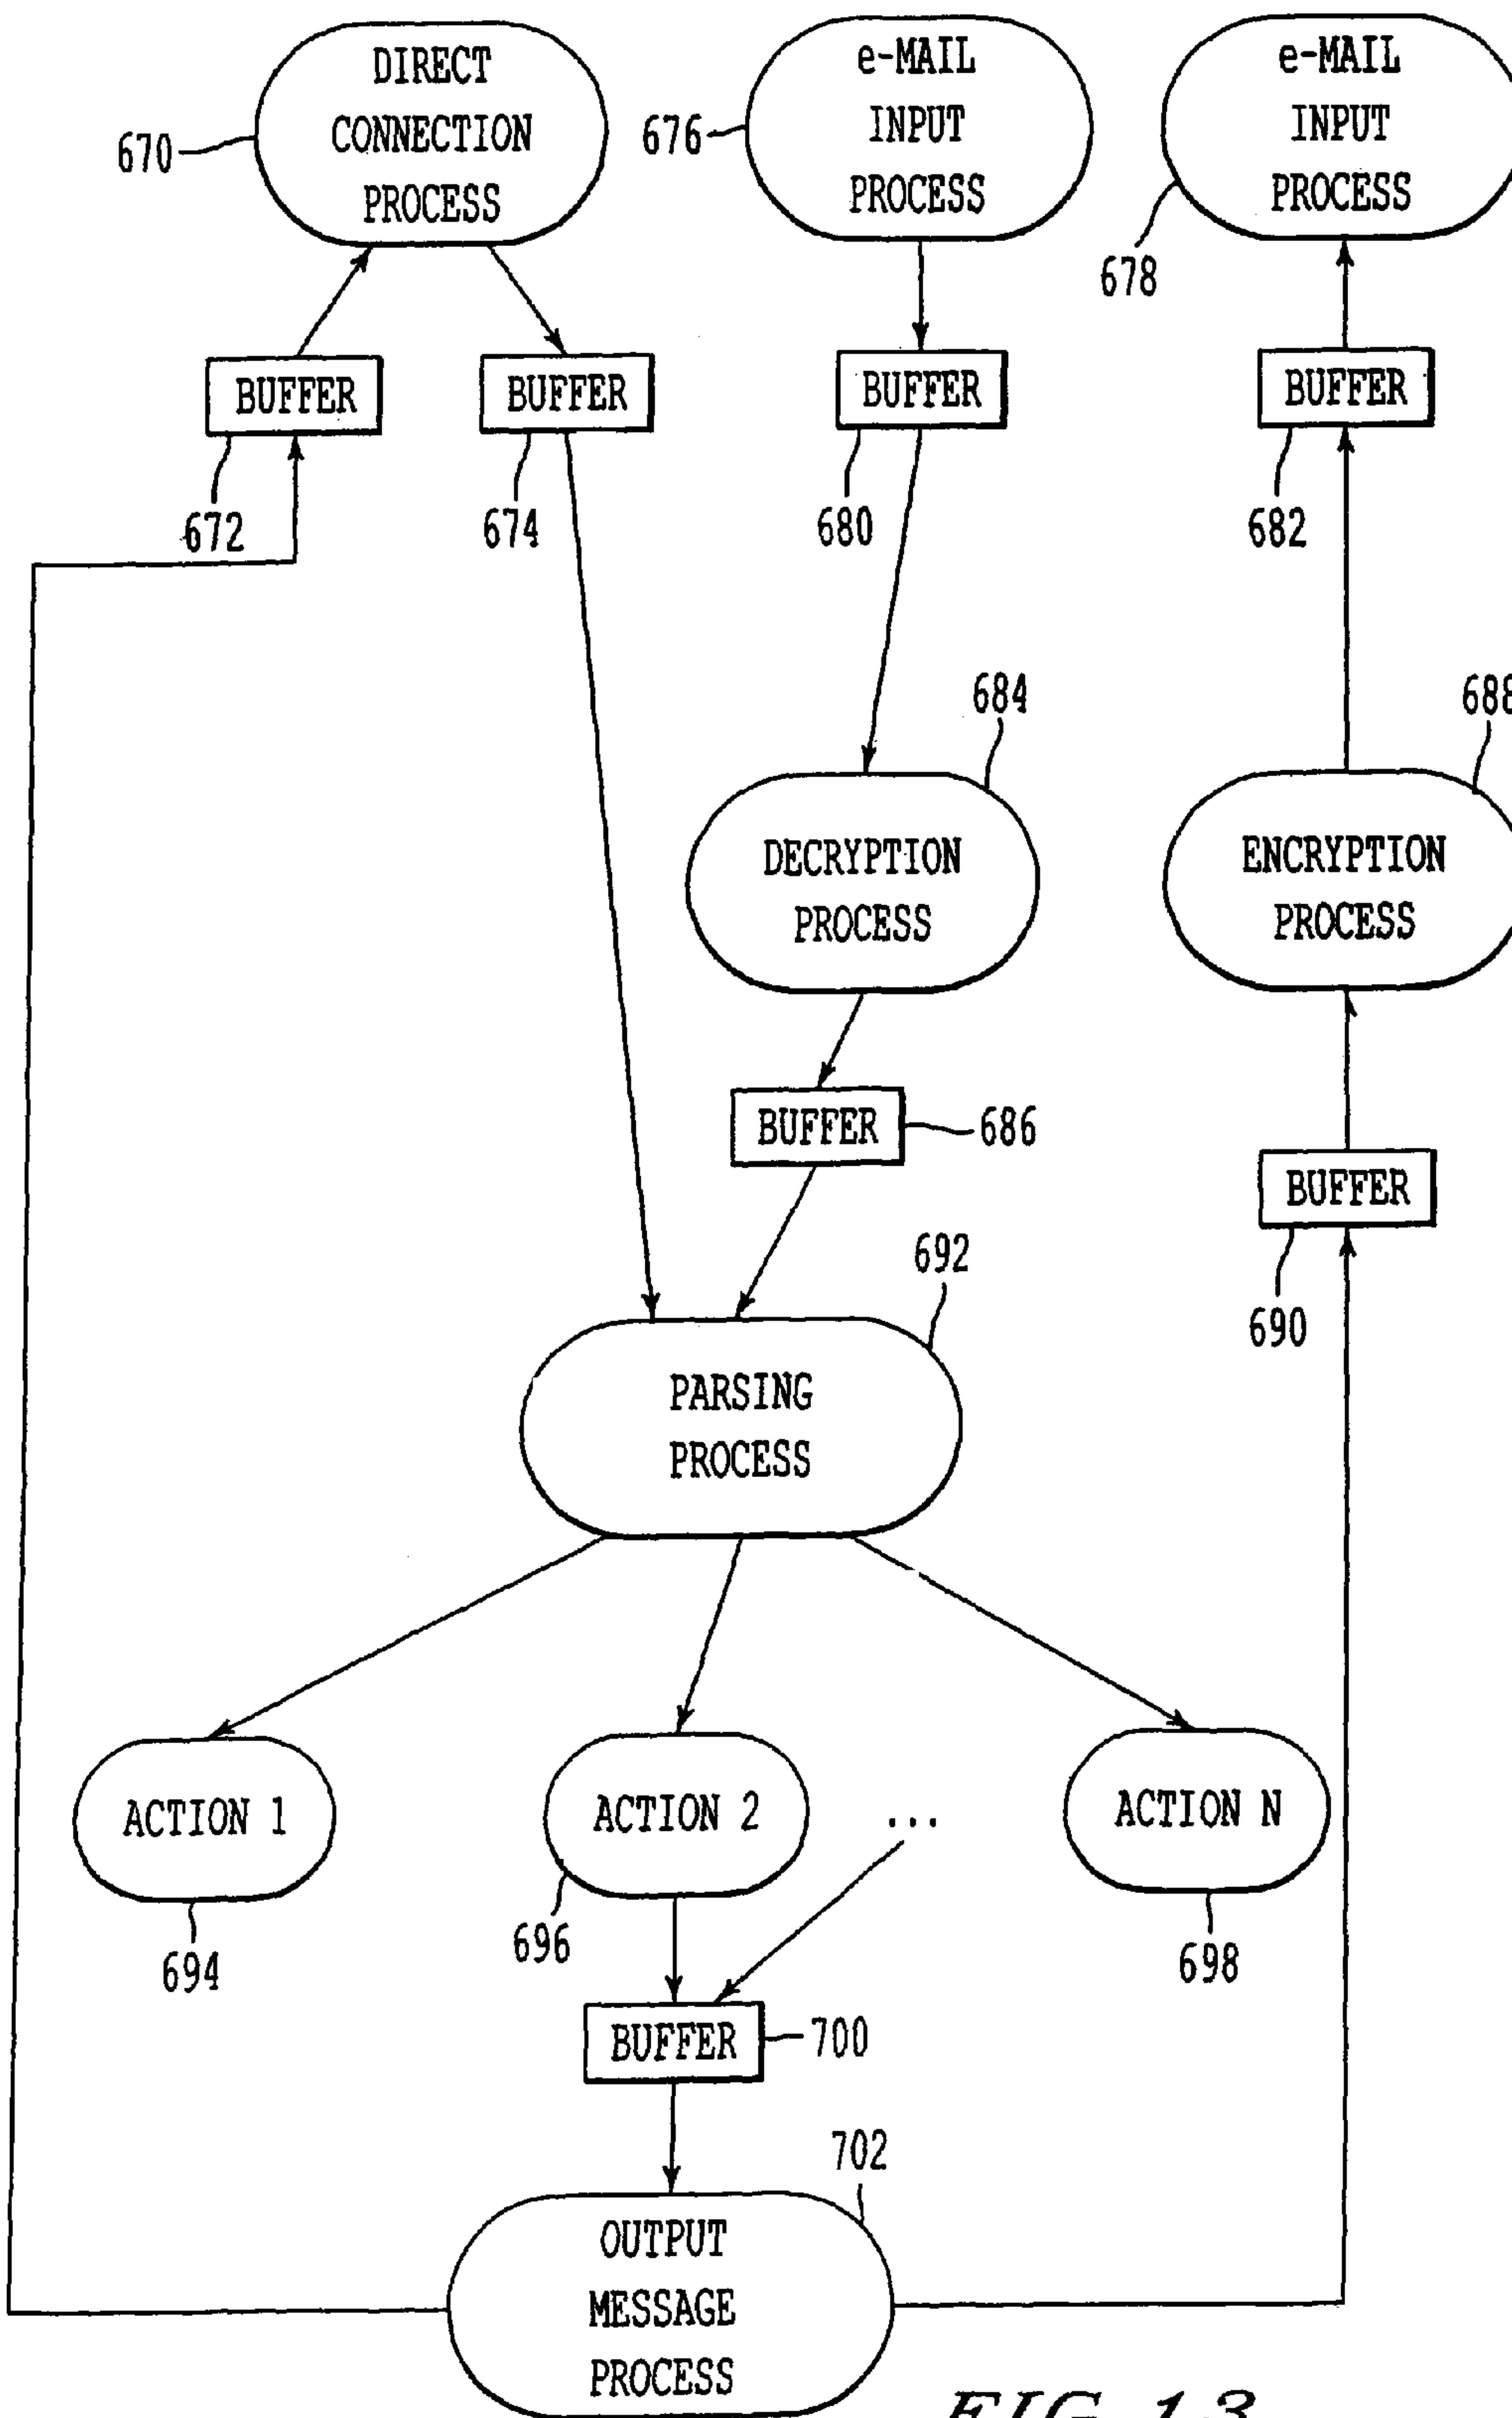 DIRECT
CONNECTION
PROCESS
670
e-MAIL
INPUT
PROCESS
676
e-MAIL
INPUT
PROCESS
678
BUFFER
672
BUFFER
674
BUFFER
680
BUFFER
682
684
DECRYPTION
PROCESS
688
ENCRYPTION
PROCESS
BUFFER
686
BUFFER
690
692
PARSING
PROCESS
ACTION 1
694
ACTION 2
696
...
ACTION N
698
BUFFER
700
702
OUTPUT
MESSAGE
PROCESS
FIG. 13